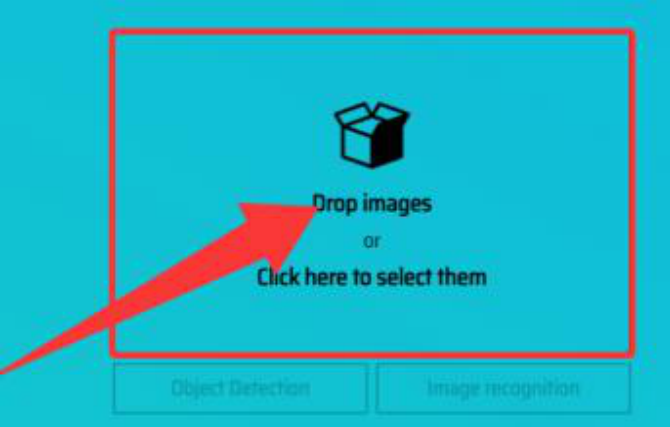 Drop images
or
Click here to select them
Object Detection
Image recognition